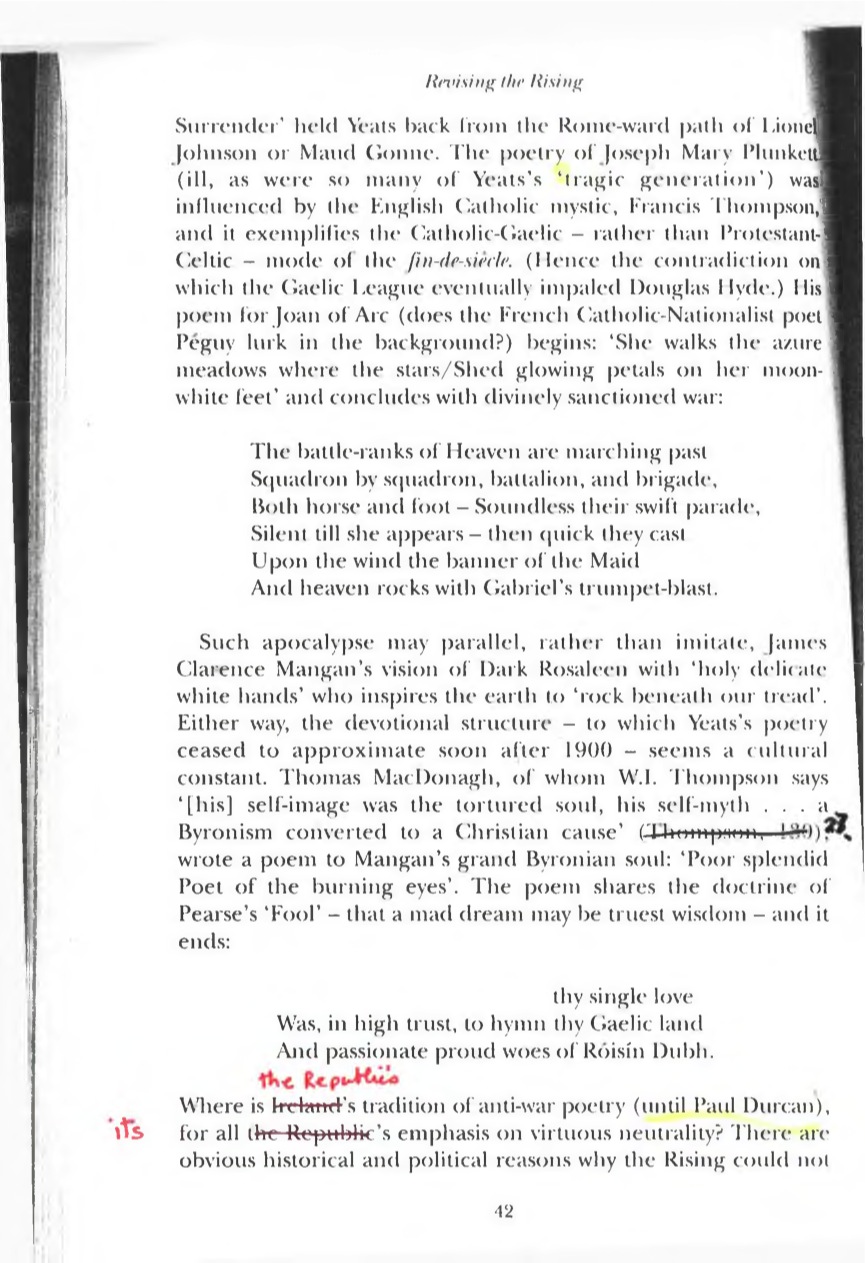 Revising the Rising
Surrender' held Yeats back from the Rome-ward path of Lionel
Johnson or Maud Gonne. The poetry of Joseph Mary Plunkett
(ill, as were so many of Yeats's 'tragic generation') was
influenced by the English Catholic mystic, Francis Thompson,
and it exemplifies the Catholic-Gaelic – rather than Protestant-
Celtic – mode of the fin-de-siècle. (Hence the contradiction on
which the Gaelic League eventually impaled Douglas Hyde.) His
poem for Joan of Arc (does the French Catholic-Nationalist poet
Péguy lurk in the background?) begins: 'She walks the azure
meadows where the stars/Shed glowing petals on her moon-
white feet' and concludes with divinely sanctioned war:
The battle-ranks of Heaven are marching past
Squadron by squadron, battalion, and brigade,
Both horse and foot – Soundless their swift parade,
Silent till she appears – then quick they cast
Upon the wind the banner of the Maid
And heaven rocks with Gabriel's trumpet-blast.
Such apocalypse may parallel, rather than imitate, James
Clarence Mangan's vision of Dark Rosaleen with 'holy delicate
white hands' who inspires the earth to 'rock beneath our tread'.
Either way, the devotional structure – to which Yeats's poetry
ceased to approximate soon after 1900 – seems a cultural
constant. Thomas MacDonagh, of whom W.I. Thompson says
'[his] self-image was the tortured soul, his self-myth . . . a
Byronism converted to a Christian cause' (Thompson, 130), 23
wrote a poem to Mangan's grand Byronian soul: 'Poor splendid
Poet of the burning eyes'. The poem shares the doctrine of
Pearse's 'Fool' – that a mad dream may be truest wisdom – and it
ends:
thy single love
Was, in high trust, to hymn thy Gaelic land
And passionate proud woes of Róisín Dubh.
the Republic's
Where is Ireland's tradition of anti-war poetry (until Paul Durcan),
its for all the Republic's emphasis on virtuous neutrality? There are
obvious historical and political reasons why the Rising could not
42